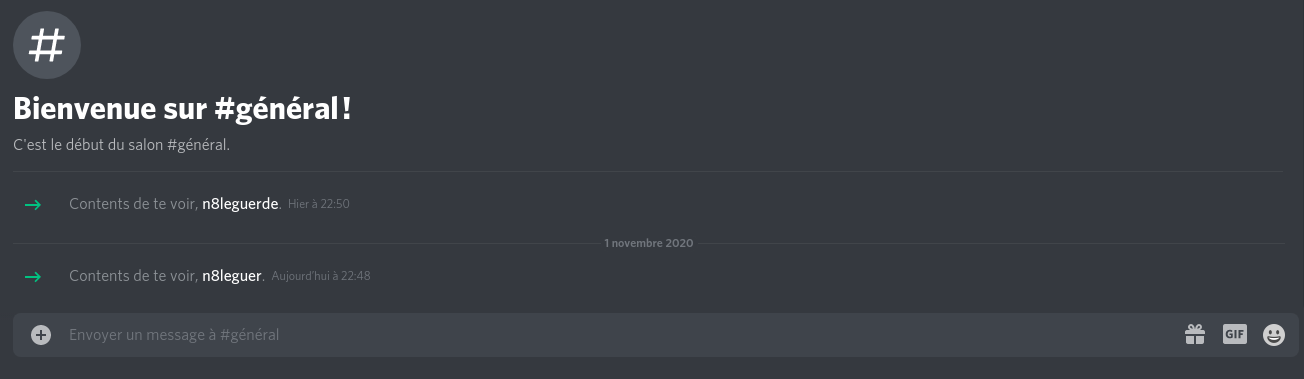 #
Bienvenue sur #général !
C'est le début du salon #général.
Contents de te voir, n8leguerde. Hier à 22:50
1 novembre 2020
Contents de te voir, n8leguer. Aujourd'hui à 22:48
Envoyer un message à #général
GIF